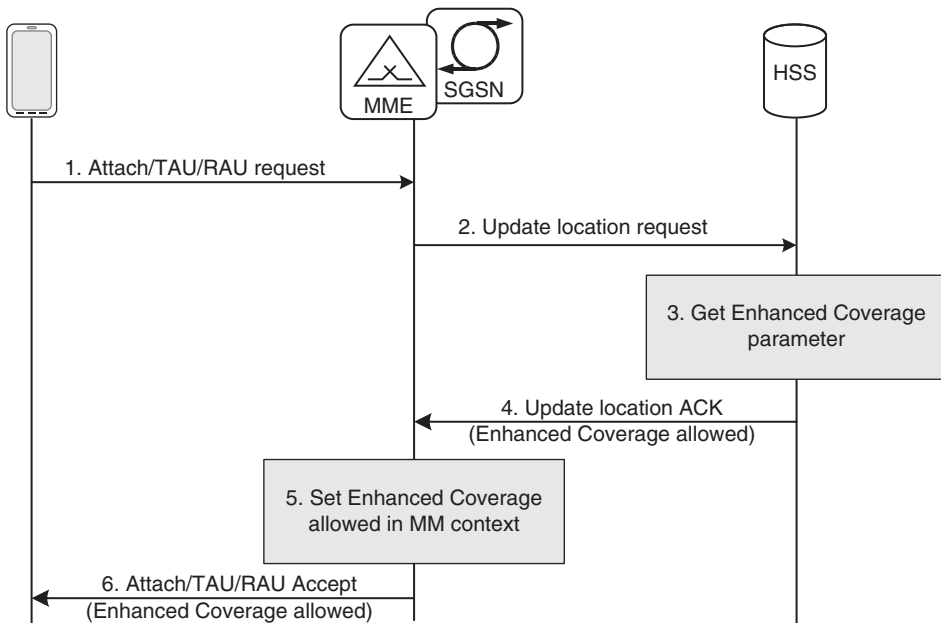 MME
SGSN
HSS
1. Attach/TAU/RAU request
2. Update location request
3. Get Enhanced Coverage
parameter
4. Update location ACK
(Enhanced Coverage allowed)
5. Set Enhanced Coverage
allowed in MM context
6. Attach/TAU/RAU Accept
(Enhanced Coverage allowed)